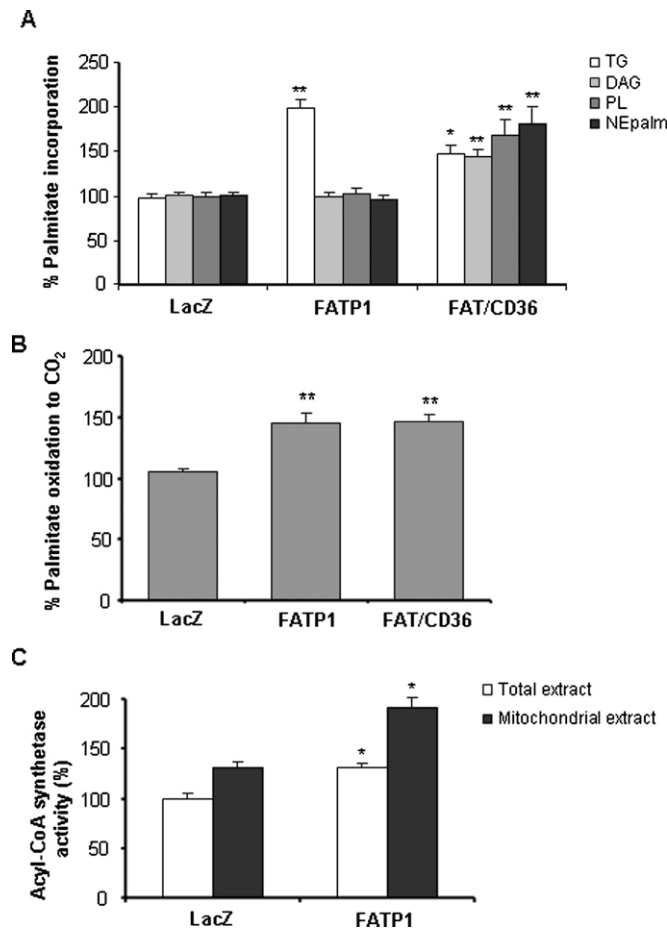 A
% Palmitate incorporation
250
200
150
100
50
0
**
*
**
**
**
TG
DAG
PL
NEpalm
LacZ
FATP1
FAT/CD36
B
% Palmitate oxidation to CO₂
200
150
100
50
0
**
**
LacZ
FATP1
FAT/CD36
C
Acyl-CoA synthetase
activity (%)
200
150
100
50
0
*
*
Total extract
Mitochondrial extract
LacZ
FATP1